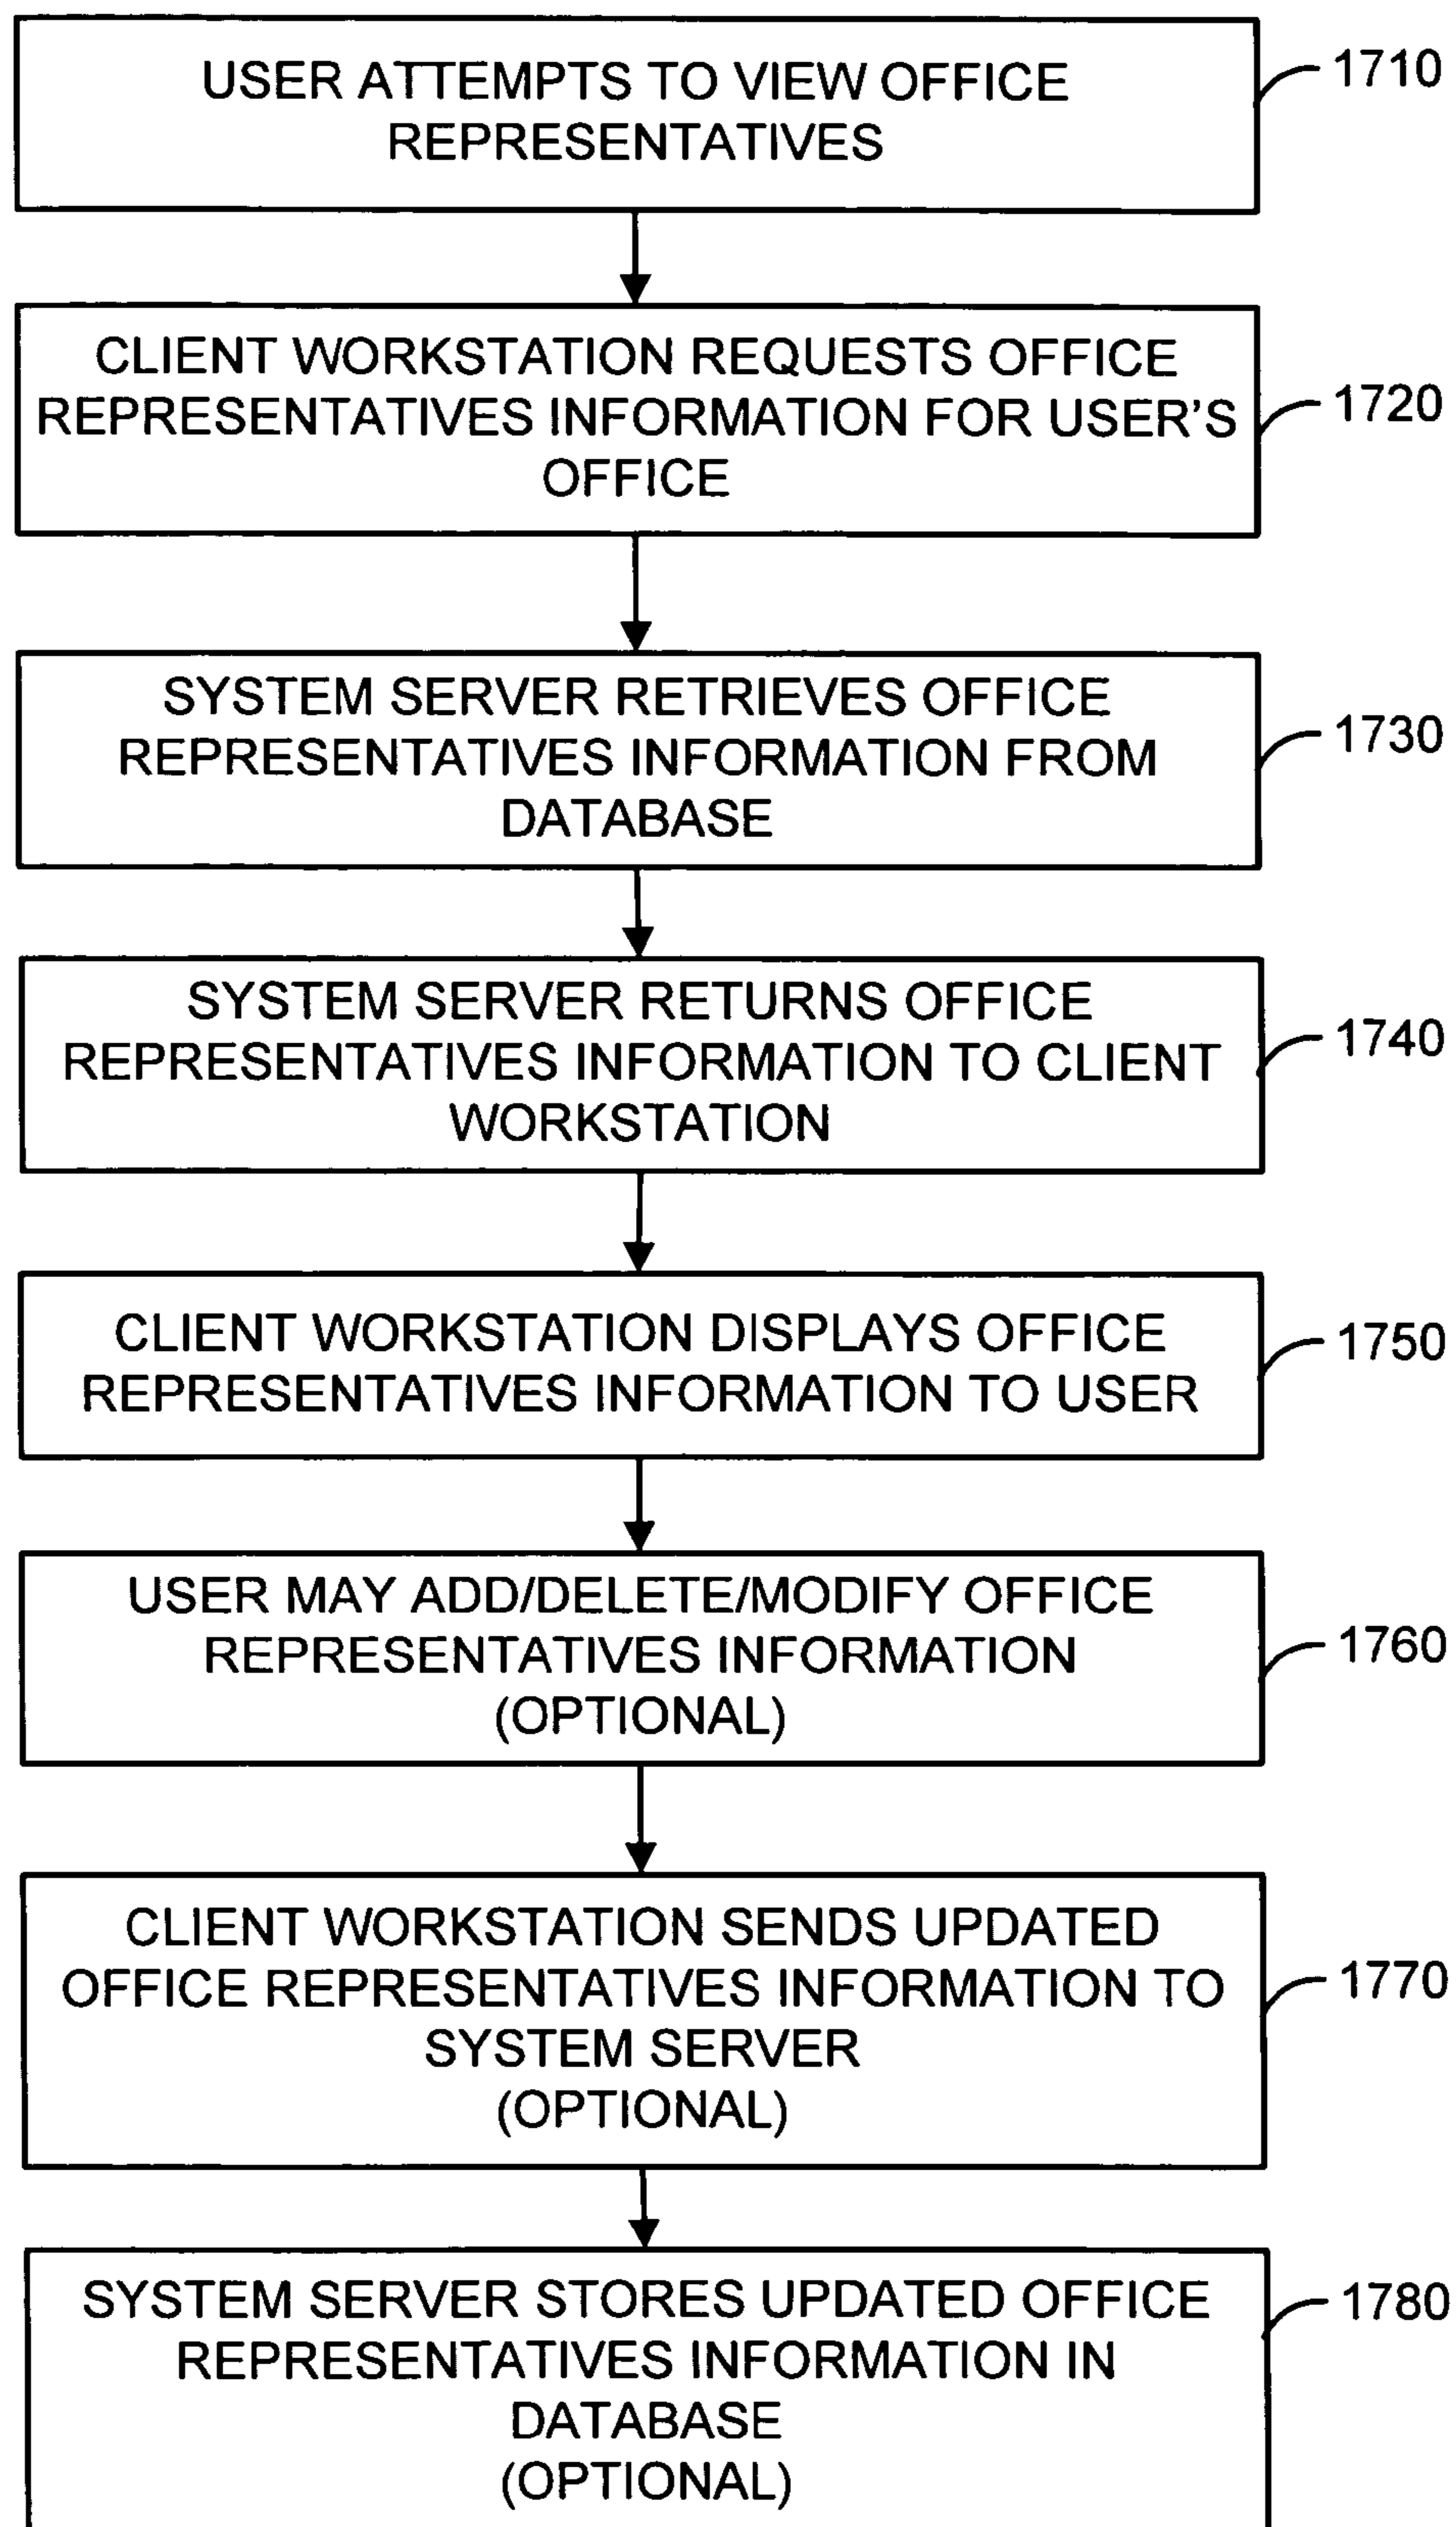 USER ATTEMPTS TO VIEW OFFICE
REPRESENTATIVES
1710
CLIENT WORKSTATION REQUESTS OFFICE
REPRESENTATIVES INFORMATION FOR USER'S
OFFICE
1720
SYSTEM SERVER RETRIEVES OFFICE
REPRESENTATIVES INFORMATION FROM
DATABASE
1730
SYSTEM SERVER RETURNS OFFICE
REPRESENTATIVES INFORMATION TO CLIENT
WORKSTATION
1740
CLIENT WORKSTATION DISPLAYS OFFICE
REPRESENTATIVES INFORMATION TO USER
1750
USER MAY ADD/DELETE/MODIFY OFFICE
REPRESENTATIVES INFORMATION
(OPTIONAL)
1760
CLIENT WORKSTATION SENDS UPDATED
OFFICE REPRESENTATIVES INFORMATION TO
SYSTEM SERVER
(OPTIONAL)
1770
SYSTEM SERVER STORES UPDATED OFFICE
REPRESENTATIVES INFORMATION IN
DATABASE
(OPTIONAL)
1780